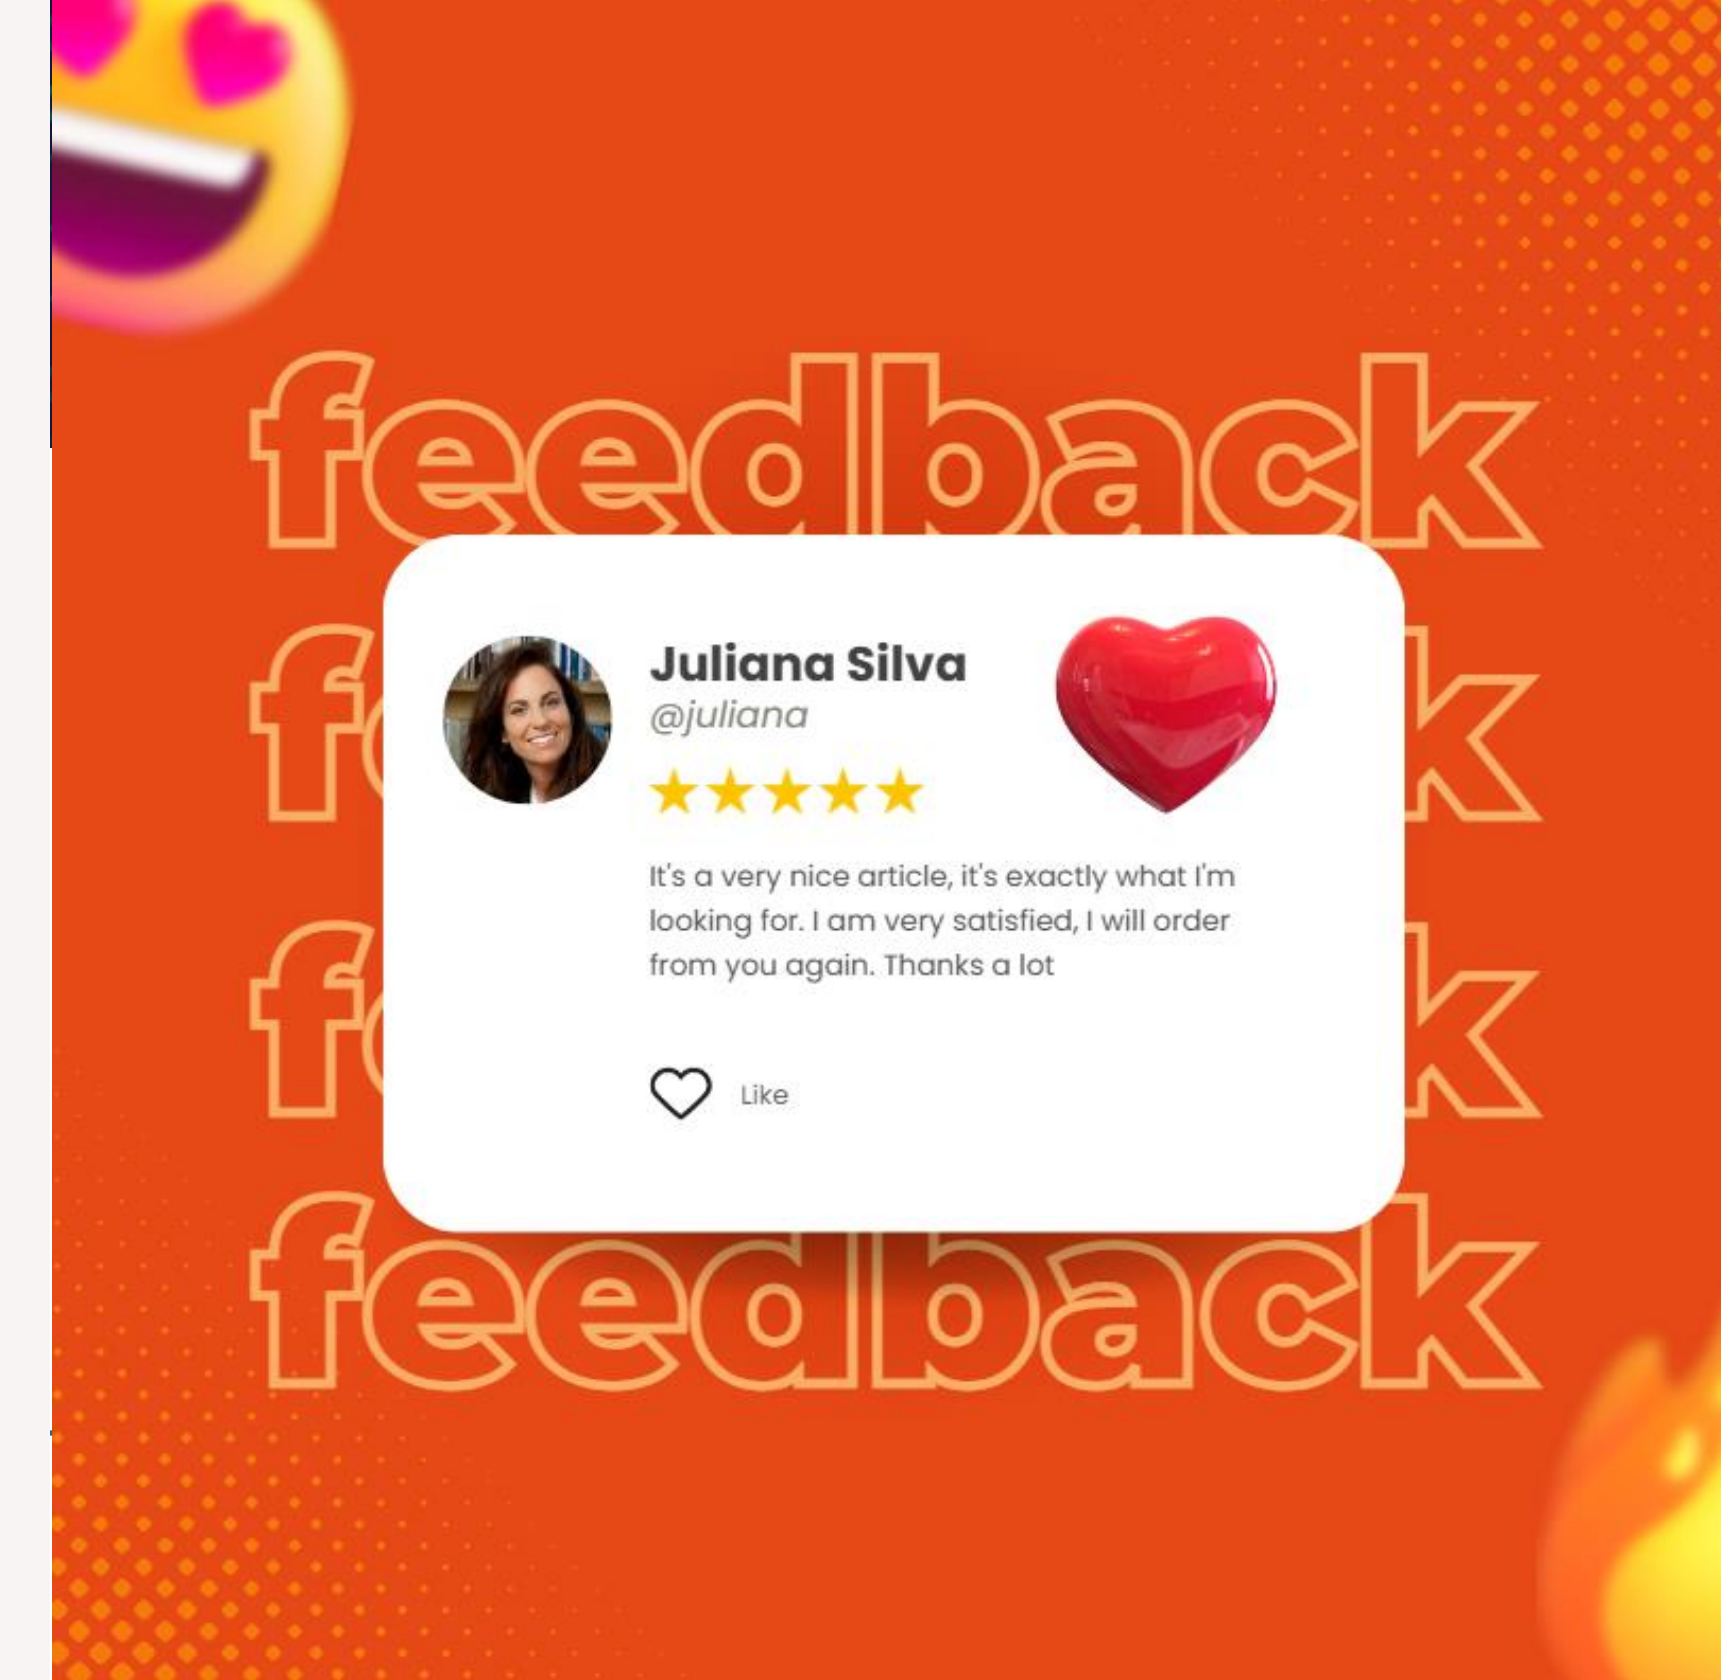 feedback
Juliana Silva
@juliana
It's a very nice article, it's exactly what I'm
looking for. I am very satisfied, I will order
from you again. Thanks a lot
Like
feedback